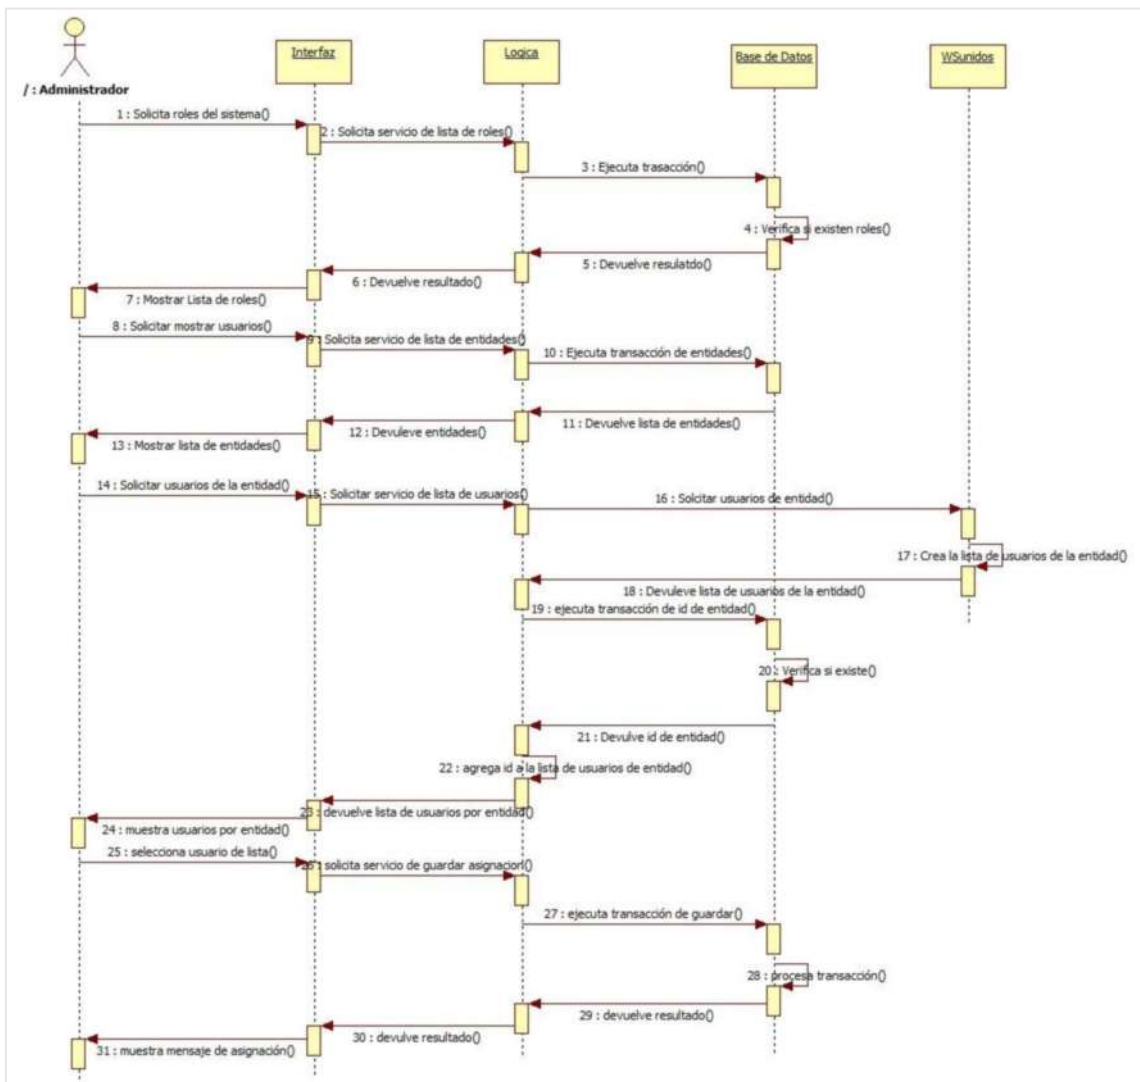 Interfaz
Logica
Base de Datos
WSunidos
/ : Administrador
1 : Solicita roles del sistema()
2 : Solicita servicio de lista de roles()
3 : Ejecuta trasacción()
4 : Verifica si existen roles()
5 : Devuelve resulatdo()
6 : Devuelve resultado()
7 : Mostrar Lista de roles()
8 : Solicitar mostrar usuarios()
9 : Solicita servicio de lista de entidades()
10 : Ejecuta transacción de entidades()
11 : Devuelve lista de entidades()
12 : Devuleve entidades()
13 : Mostrar lista de entidades()
14 : Solicitar usuarios de la entidad()
15 : Solicitar servicio de lista de usuarios()
16 : Solcitar usuarios de entidad()
17 : Crea la lista de usuarios de la entidad()
18 : Devuleve lista de usuarios de la entidad()
19 : ejecuta transacción de id de entidad()
20 : Verifica si existe()
21 : Devulve id de entidad()
22 : agrega id a la lista de usuarios de entidad()
23 : devuelve lista de usuarios por entidad()
24 : muestra usuarios por entidad()
25 : selecciona usuario de lista()
26 : solicita servicio de guardar asignacion()
27 : ejecuta transacción de guardar()
28 : procesa transacción()
29 : devuelve resultado()
30 : devulve resultado()
31 : muestra mensaje de asignación()